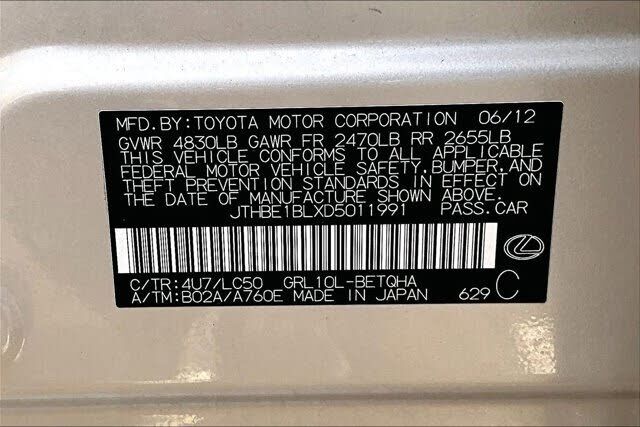 MFD.BY:TOYOTA MOTOR CORPORATION 06/12
GVWR 4830LB GAWR FR 2470LB RR 2655LB
THIS VEHICLE CONFORMS TO ALL APPLICABLE
FEDERAL MOTOR VEHICLE SAFETY,BUMPER,AND
THEFT PREVENTION STANDARDS IN EFFECT ON
THE DATE OF MANUFACTURE SHOWN ABOVE.
JTHBE1BLXD5011991 PASS.CAR
C/TR:4U7/LC50 GRL10L-BETQHA
A/TM:B02A/A760E MADE IN JAPAN 629 C